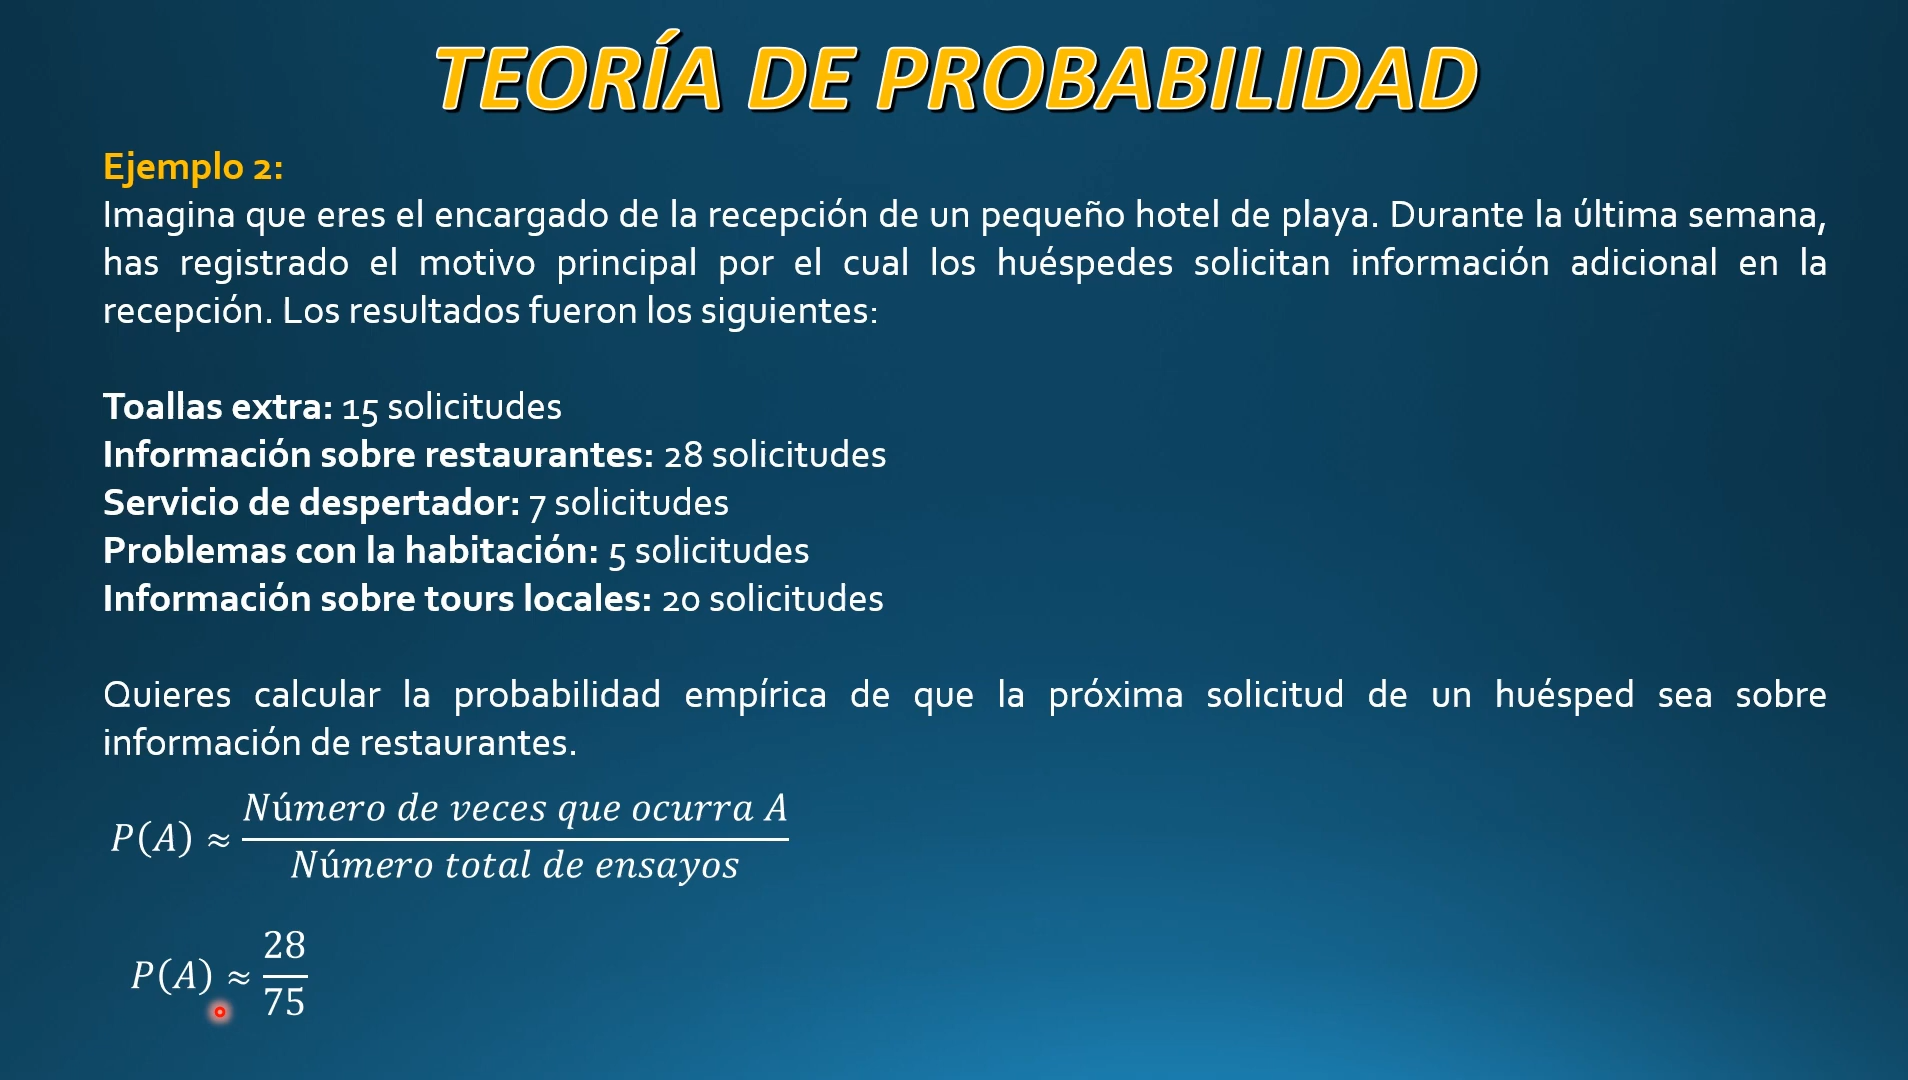 TEORÍA DE PROBABILIDAD
Ejemplo 2:
Imagina que eres el encargado de la recepción de un pequeño hotel de playa. Durante la última semana,
has registrado el motivo principal por el cual los huéspedes solicitan información adicional en la
recepción. Los resultados fueron los siguientes:
Toallas extra: 15 solicitudes
Información sobre restaurantes: 28 solicitudes
Servicio de despertador: 7 solicitudes
Problemas con la habitación: 5 solicitudes
Información sobre tours locales: 20 solicitudes
Quieres calcular la probabilidad empírica de que la próxima solicitud de un huésped sea sobre
información de restaurantes.
P(A) ≈ Número de veces que ocurra A / Número total de ensayos
P(A) ≈ 28 / 75